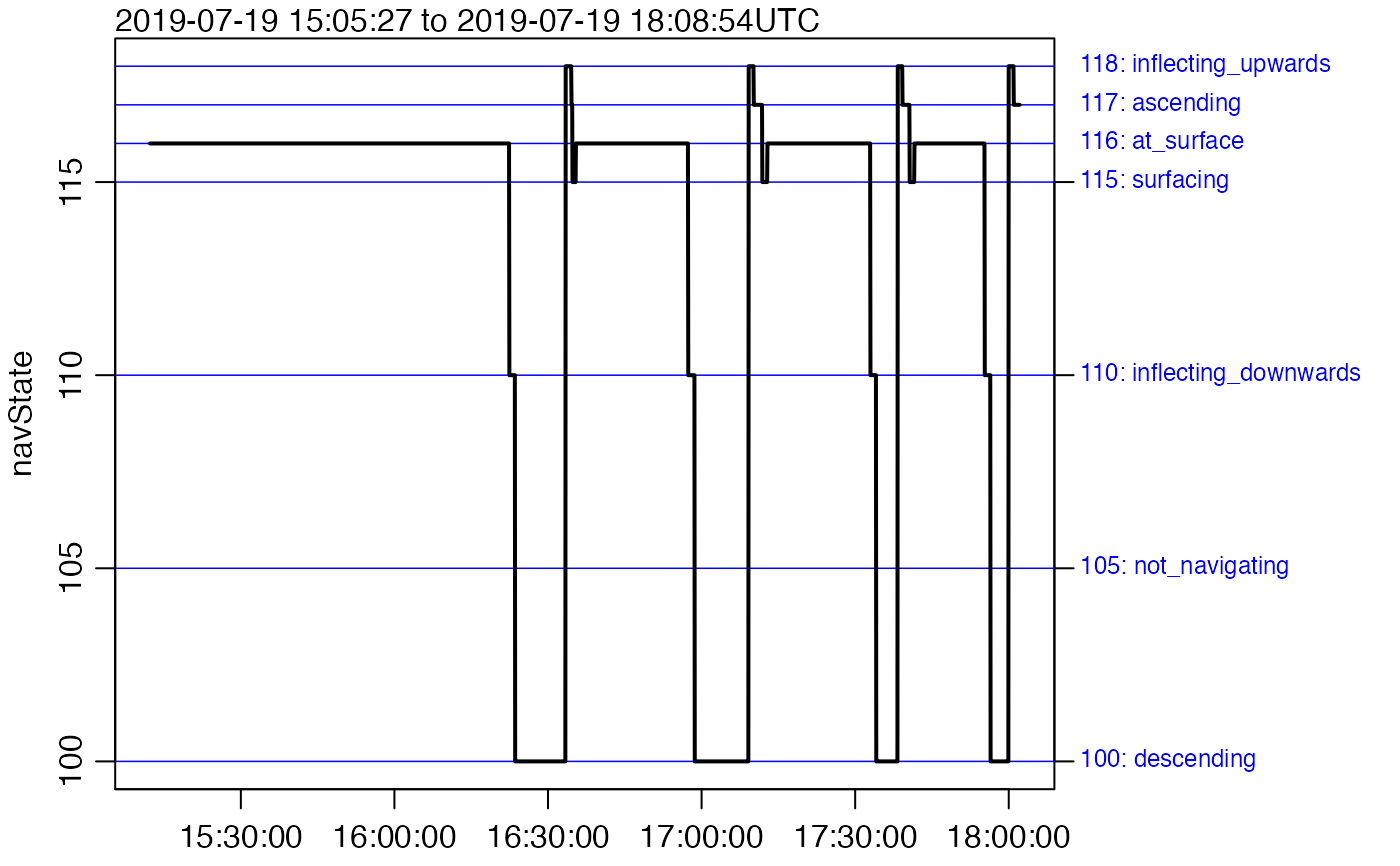 2019-07-19 15:05:27 to 2019-07-19 18:08:54UTC
118: inflecting_upwards
117: ascending
116: at_surface
115
115: surfacing
110
110: inflecting_downwards
navState
105
105: not_navigating
100
100: descending
15:30:00 16:00:00 16:30:00 17:00:00 17:30:00 18:00:00